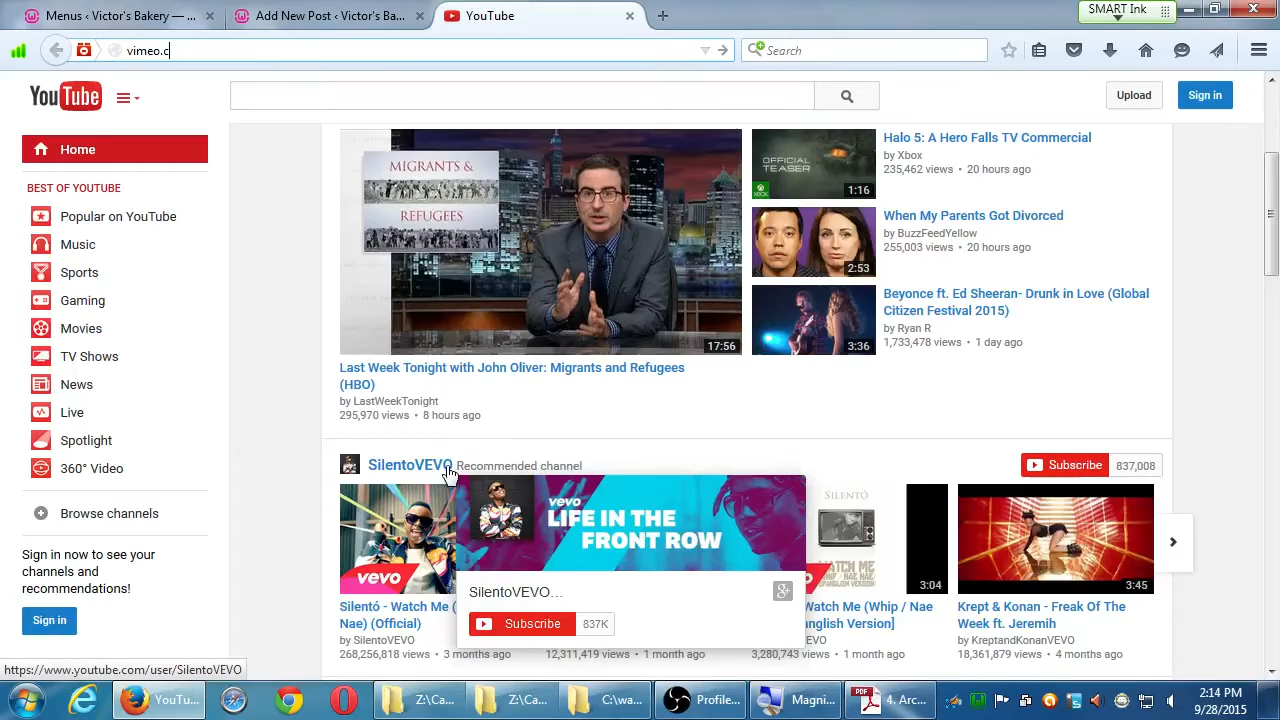 Menus ‹ Victor's Bakery — ...
Add New Post ‹ Victor's Ba...
YouTube
SMART Ink
vimeo.c
Search
YouTube
Upload
Sign in
Home
BEST OF YOUTUBE
Popular on YouTube
Music
Sports
Gaming
Movies
TV Shows
News
Live
Spotlight
360° Video
Browse channels
Sign in now to see your
channels and
recommendations!
Sign in
MIGRANTS &
REFUGEES
17:56
Last Week Tonight with John Oliver: Migrants and Refugees
(HBO)
by LastWeekTonight
295,970 views • 8 hours ago
OFFICIAL
TEASER
XBOX
1:16
Halo 5: A Hero Falls TV Commercial
by Xbox
235,462 views • 20 hours ago
2:53
When My Parents Got Divorced
by BuzzFeedYellow
255,003 views • 20 hours ago
3:36
Beyonce ft. Ed Sheeran- Drunk in Love (Global
Citizen Festival 2015)
by Ryan R
1,733,478 views • 1 day ago
SilentoVEVO Recommended channel
Subscribe 837,008
vevo
Silentó - Watch Me (
Nae) (Official)
by SilentoVEVO
268,256,818 views • 3 months ago
vevo
LIFE IN THE
FRONT ROW
SilentoVEVO...
Subscribe 837K
12,311,419 views • 1 month ago
SILENTÓ
WATCH ME
3:04
Watch Me (Whip / Nae
anglish Version]
EVO
3,280,743 views • 1 month ago
3:45
Krept & Konan - Freak Of The
Week ft. Jeremih
by KreptandKonanVEVO
18,361,879 views • 4 months ago
https://www.youtube.com/user/SilentoVEVO
YouTu...
Z:\Ca...
Z:\Ca...
C:\wa...
Profile...
Magni...
PDF
4. Arc...
2:14 PM
9/28/2015